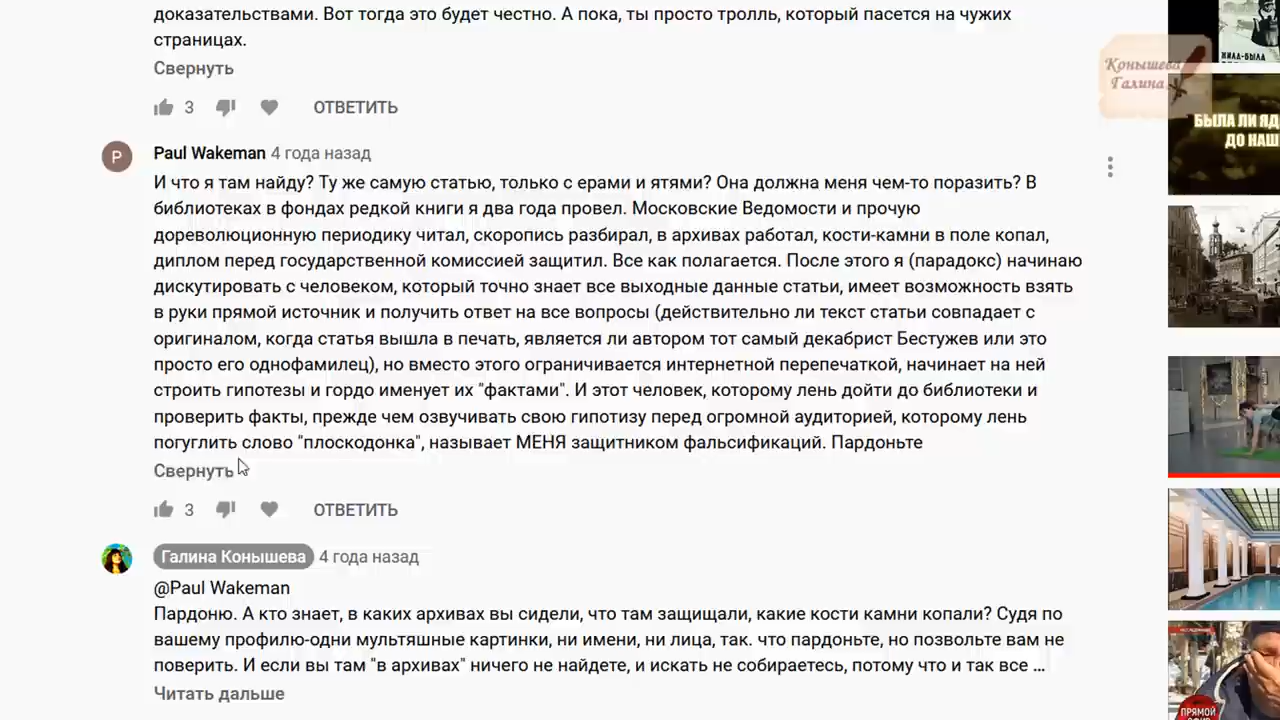 доказательствами. Вот тогда это будет честно. А пока, ты просто тролль, который пасется на чужих
страницах.
Свернуть
3 ОТВЕТИТЬ
Конышева
Галина
ЖИЛА-БЫЛА
БЫЛА ЛИ ЯД
ДО НАШ
P Paul Wakeman 4 года назад
И что я там найду? Ту же самую статью, только с ерами и ятями? Она должна меня чем-то поразить? В
библиотеках в фондах редкой книги я два года провел. Московские Ведомости и прочую
дореволюционную периодику читал, скоропись разбирал, в архивах работал, кости-камни в поле копал,
диплом перед государственной комиссией защитил. Все как полагается. После этого я (парадокс) начинаю
дискутировать с человеком, который точно знает все выходные данные статьи, имеет возможность взять
в руки прямой источник и получить ответ на все вопросы (действительно ли текст статьи совпадает с
оригиналом, когда статья вышла в печать, является ли автором тот самый декабрист Бестужев или это
просто его однофамилец), но вместо этого ограничивается интернетной перепечаткой, начинает на ней
строить гипотезы и гордо именует их "фактами". И этот человек, которому лень дойти до библиотеки и
проверить факты, прежде чем озвучивать свою гипотизу перед огромной аудиторией, которому лень
погуглить слово "плоскодонка", называет МЕНЯ защитником фальсификаций. Пардоньте
Свернуть
3 ОТВЕТИТЬ
Галина Конышева 4 года назад
@Paul Wakeman
Пардоню. А кто знает, в каких архивах вы сидели, что там защищали, какие кости камни копали? Судя по
вашему профилю-одни мультяшные картинки, ни имени, ни лица, так. что пардоньте, но позвольте вам не
поверить. И если вы там "в архивах" ничего не найдете, и искать не собираетесь, потому что и так все ...
Читать дальше
ПРЯМОЙ